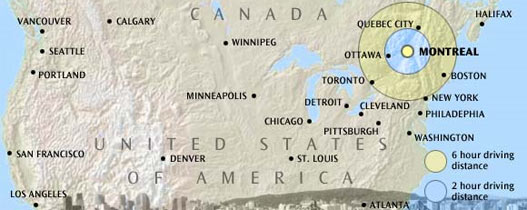 CANADA
VANCOUVER
CALGARY
QUEBEC CITY
HALIFAX
SEATTLE
WINNIPEG
OTTAWA
MONTREAL
PORTLAND
TORONTO
BOSTON
MINNEAPOLIS
DETROIT
CLEVELAND
NEW YORK
CHICAGO
PHILADEPHIA
PITTSBURGH
WASHINGTON
UNITED STATES
SAN FRANCISCO
DENVER
ST. LOUIS
6 hour driving
distance
OF AMERICA
2 hour driving
distance
LOS ANGELES
ATLANTA